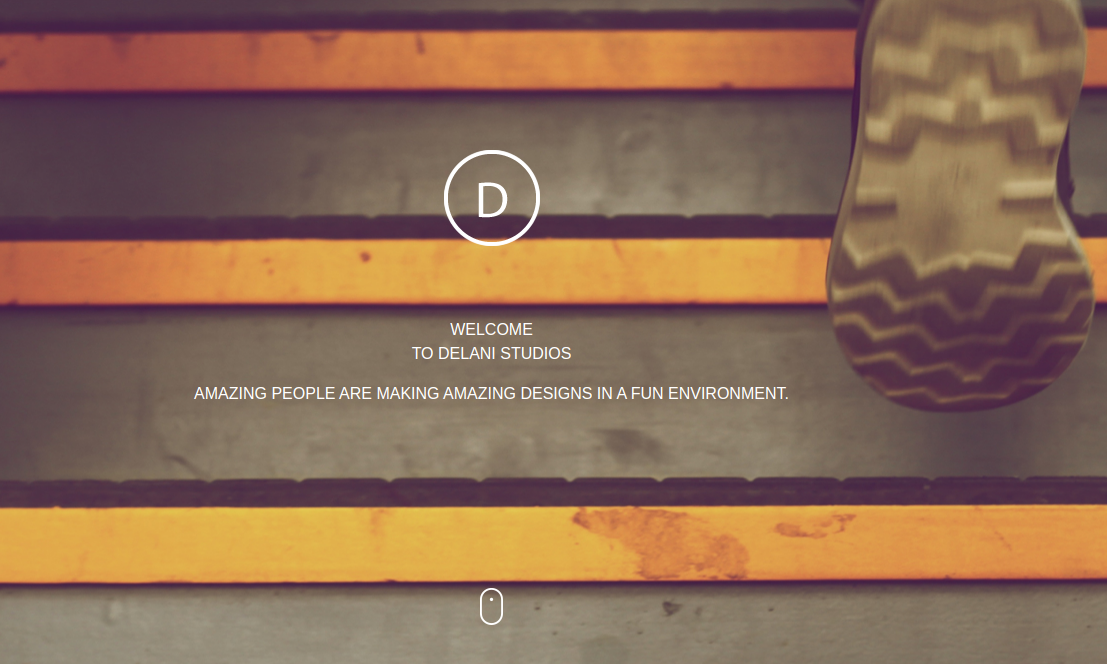 D
WELCOME
TO DELANI STUDIOS
AMAZING PEOPLE ARE MAKING AMAZING DESIGNS IN A FUN ENVIRONMENT.